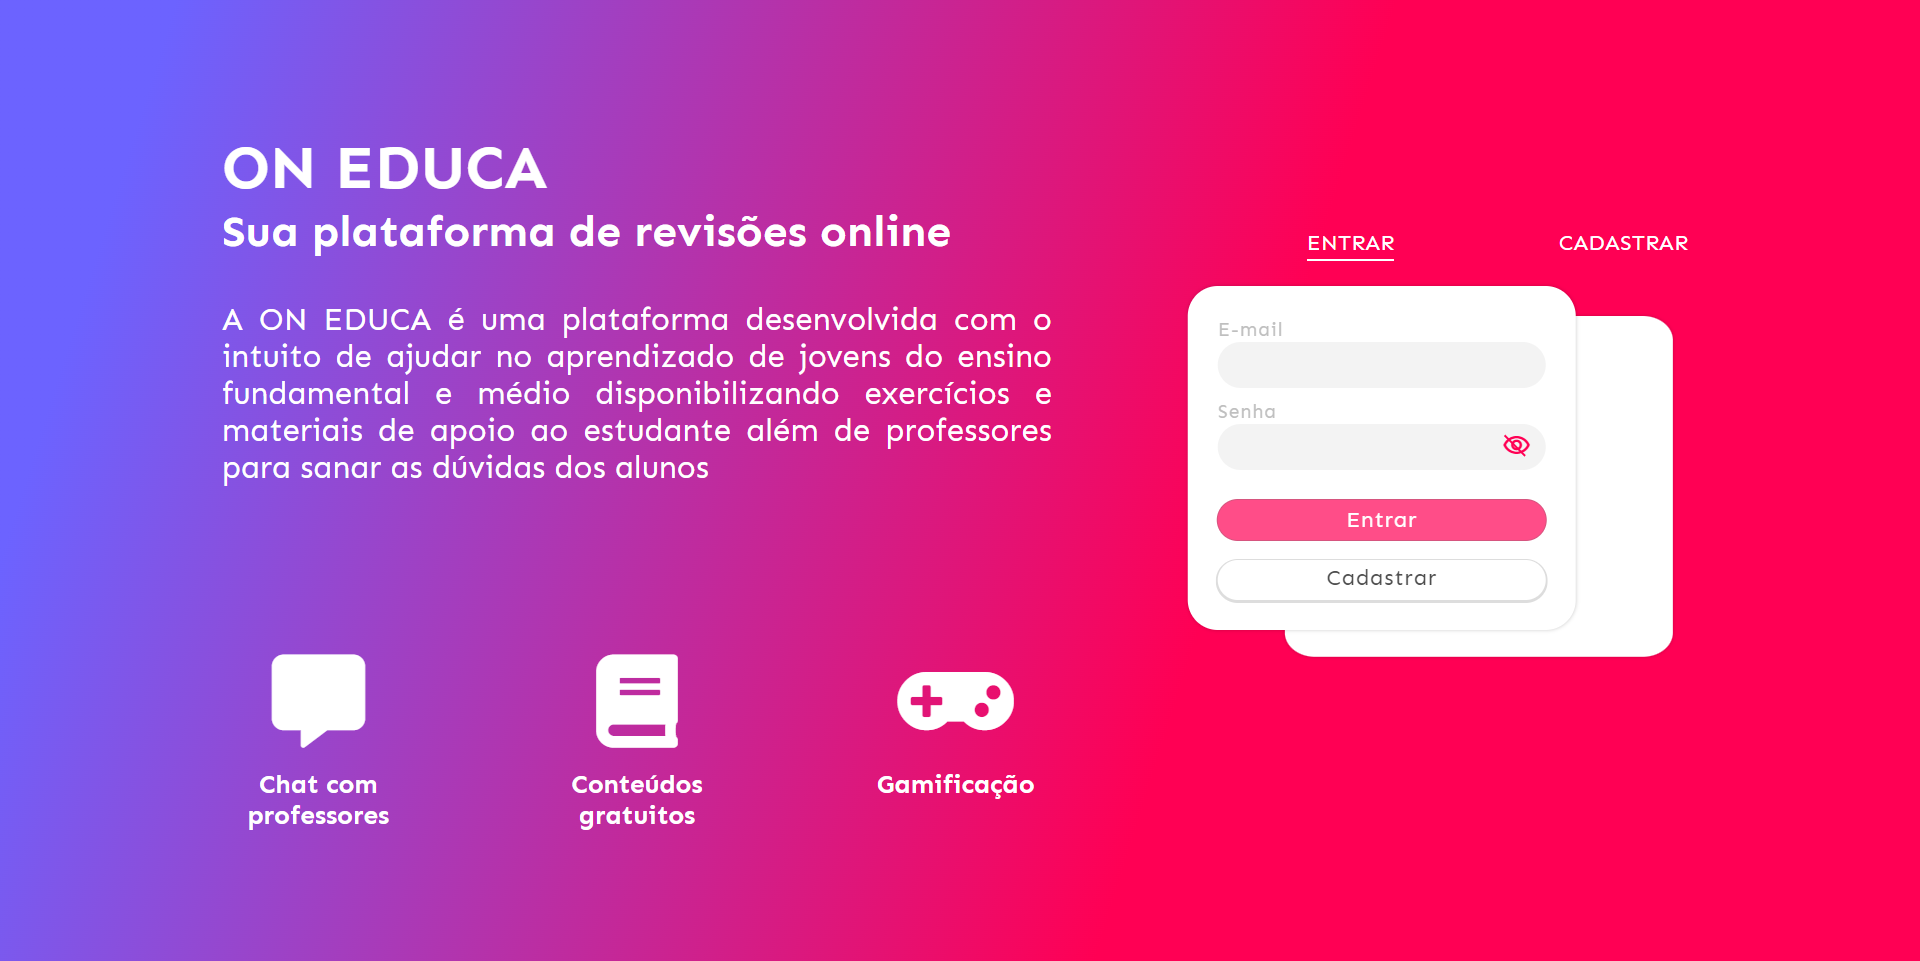 ON EDUCA
Sua plataforma de revisões online
A ON EDUCA é uma plataforma desenvolvida com o
intuito de ajudar no aprendizado de jovens do ensino
fundamental e médio disponibilizando exercícios e
materiais de apoio ao estudante além de professores
para sanar as dúvidas dos alunos
Chat com
professores
Conteúdos
gratuitos
Gamificação
ENTRAR
CADASTRAR
E-mail
Senha
Entrar
Cadastrar